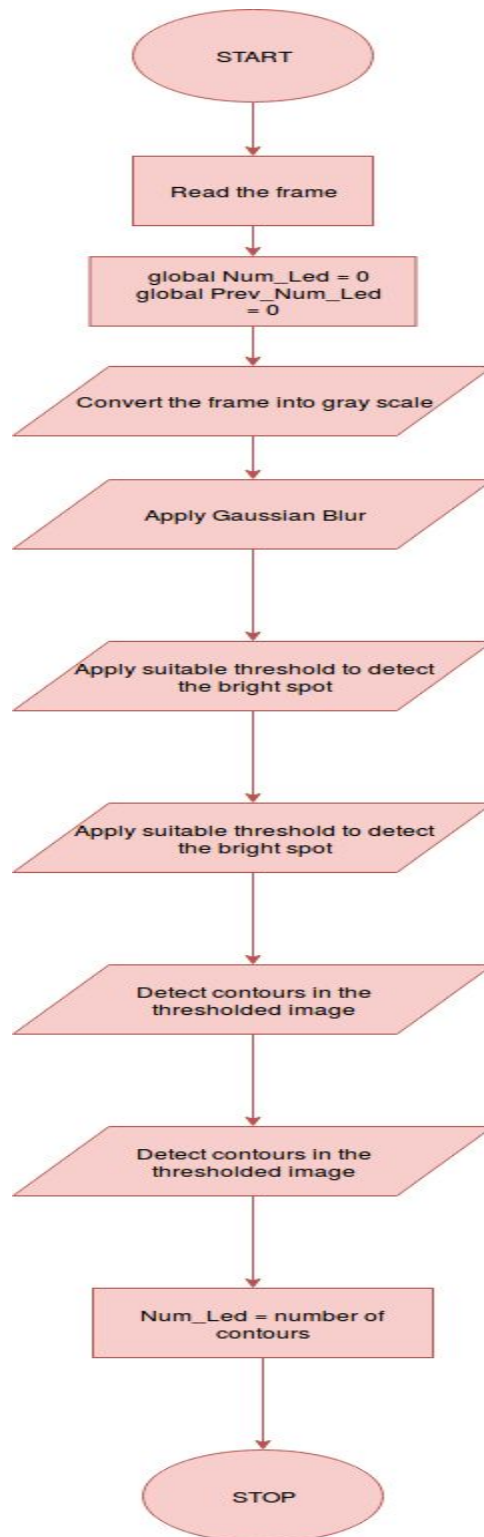 START
Read the frame
global Num_Led = 0
global Prev_Num_Led
= 0
Convert the frame into gray scale
Apply Gaussian Blur
Apply suitable threshold to detect
the bright spot
Apply suitable threshold to detect
the bright spot
Detect contours in the
thresholded image
Detect contours in the
thresholded image
Num_Led = number of
contours
STOP